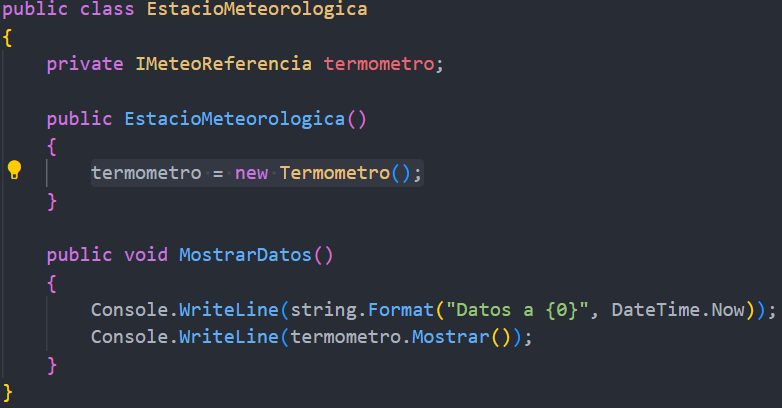 public class EstacioMeteorologica
{
private IMeteoReferencia termometro;
public EstacioMeteorologica()
{
termometro = new Termometro();
}
public void MostrarDatos()
{
Console.WriteLine(string.Format("Datos a {0}", DateTime.Now));
Console.WriteLine(termometro.Mostrar());
}
}